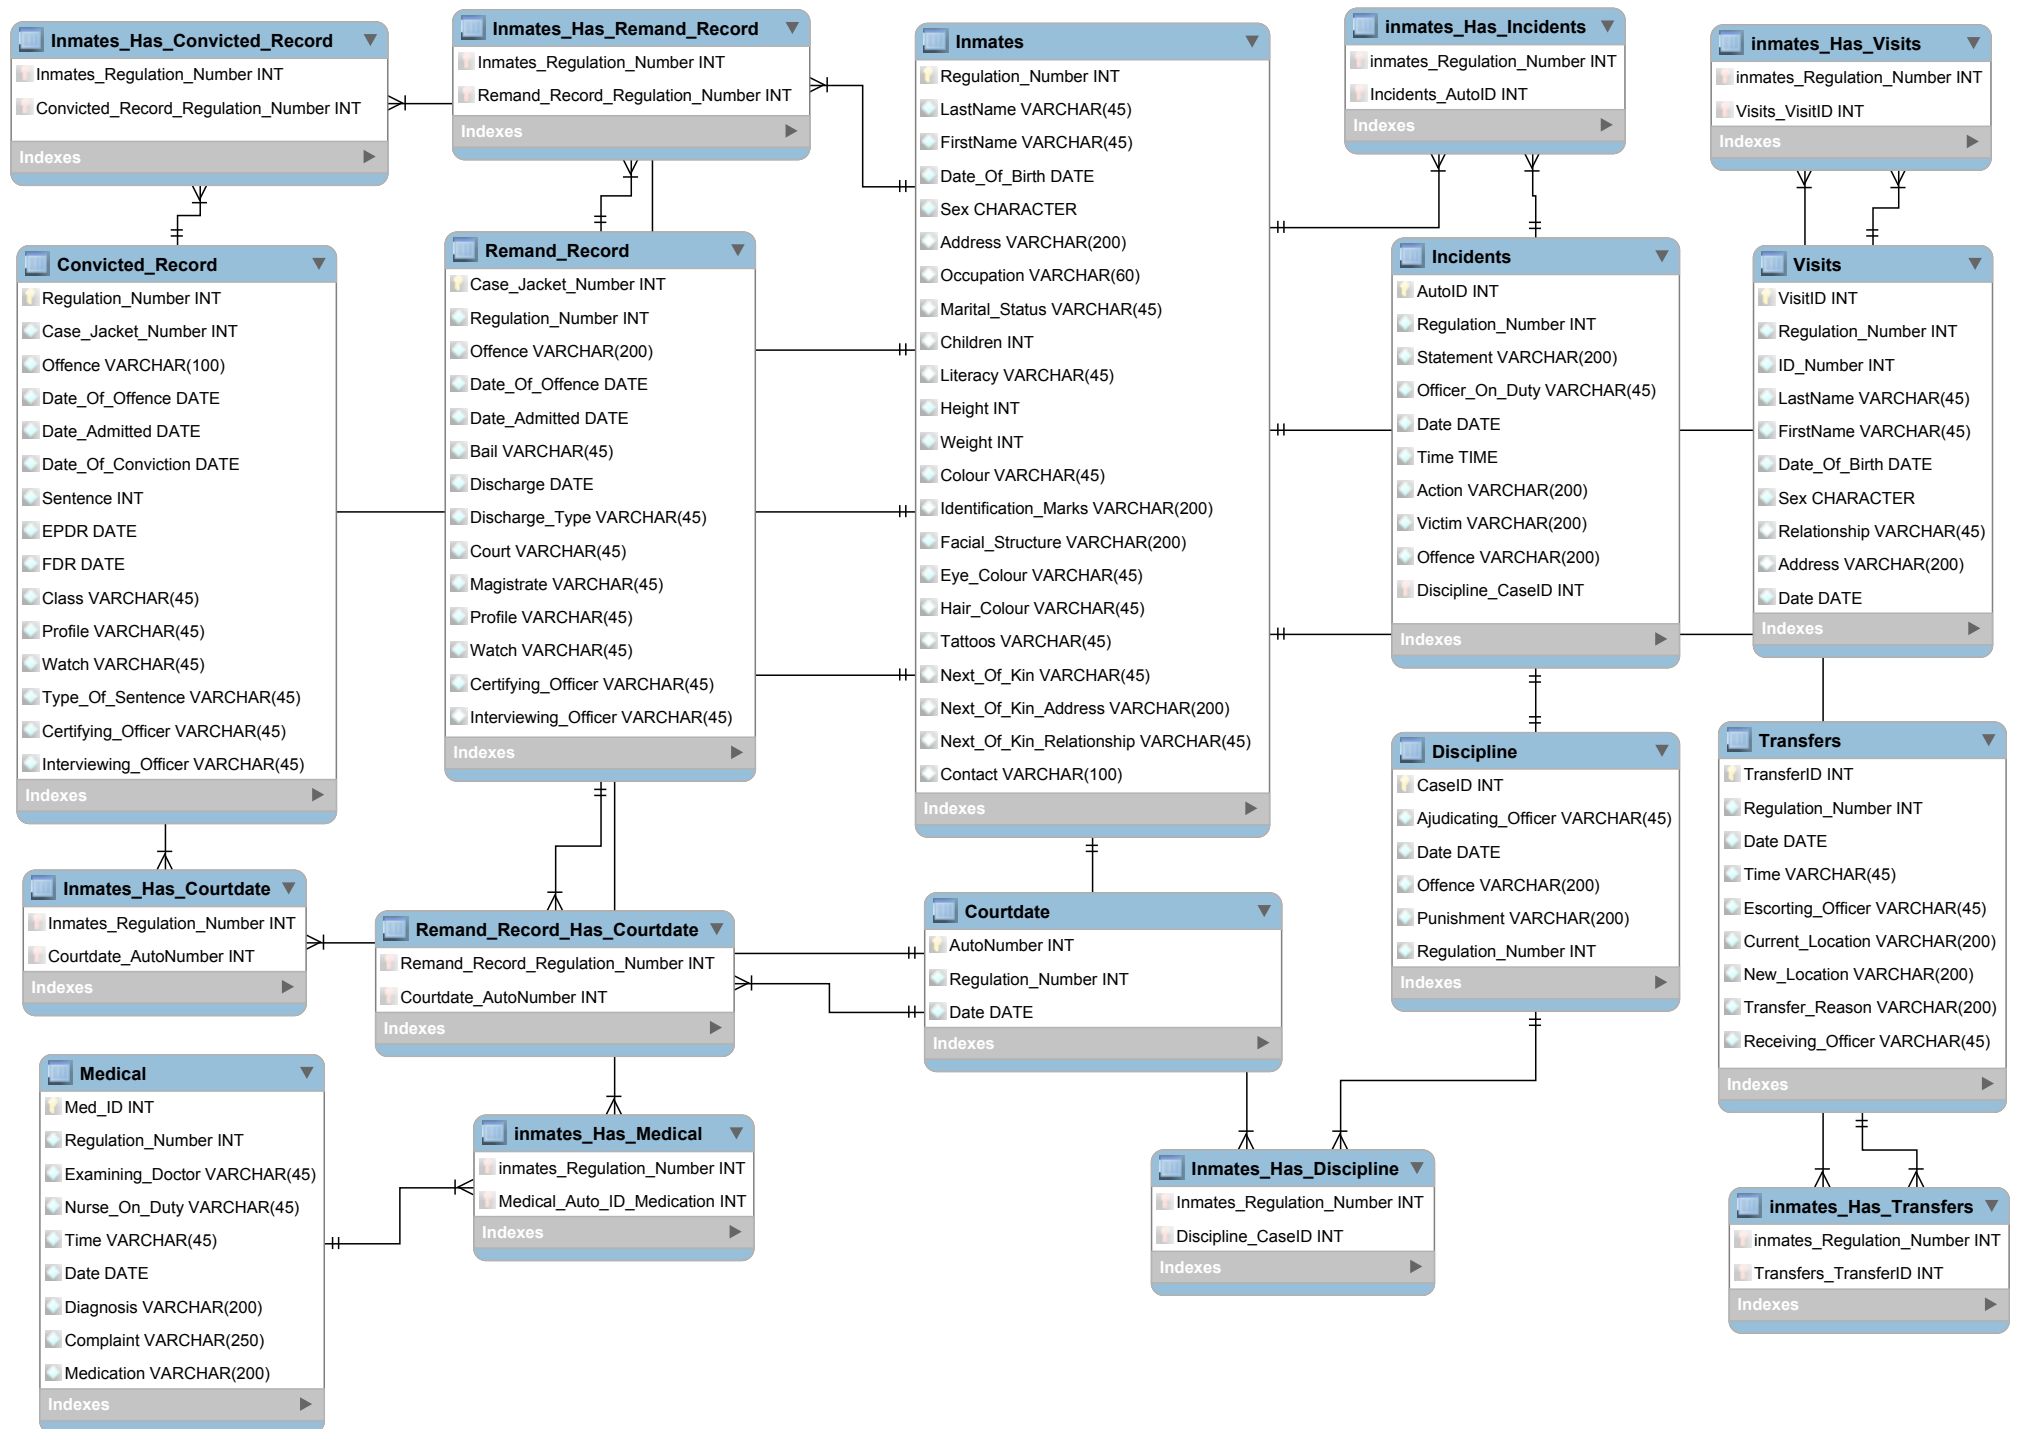 Inmates_Has_Convicted_Record
Inmates_Regulation_Number INT
Convicted_Record_Regulation_Number INT
Indexes
Inmates_Has_Remand_Record
Inmates_Regulation_Number INT
Remand_Record_Regulation_Number INT
Indexes
Inmates
Regulation_Number INT
LastName VARCHAR(45)
FirstName VARCHAR(45)
Date_Of_Birth DATE
Sex CHARACTER
Address VARCHAR(200)
Occupation VARCHAR(60)
Marital_Status VARCHAR(45)
Children INT
Literacy VARCHAR(45)
Height INT
Weight INT
Colour VARCHAR(45)
Identification_Marks VARCHAR(200)
Facial_Structure VARCHAR(200)
Eye_Colour VARCHAR(45)
Hair_Colour VARCHAR(45)
Tattoos VARCHAR(45)
Next_Of_Kin VARCHAR(45)
Next_Of_Kin_Address VARCHAR(200)
Next_Of_Kin_Relationship VARCHAR(45)
Contact VARCHAR(100)
Indexes
inmates_Has_Incidents
inmates_Regulation_Number INT
Incidents_AutoID INT
Indexes
inmates_Has_Visits
inmates_Regulation_Number INT
Visits_VisitID INT
Indexes
Convicted_Record
Regulation_Number INT
Case_Jacket_Number INT
Offence VARCHAR(100)
Date_Of_Offence DATE
Date_Admitted DATE
Date_Of_Conviction DATE
Sentence INT
EPDR DATE
FDR DATE
Class VARCHAR(45)
Profile VARCHAR(45)
Watch VARCHAR(45)
Type_Of_Sentence VARCHAR(45)
Certifying_Officer VARCHAR(45)
Interviewing_Officer VARCHAR(45)
Indexes
Remand_Record
Case_Jacket_Number INT
Regulation_Number INT
Offence VARCHAR(200)
Date_Of_Offence DATE
Date_Admitted DATE
Bail VARCHAR(45)
Discharge DATE
Discharge_Type VARCHAR(45)
Court VARCHAR(45)
Magistrate VARCHAR(45)
Profile VARCHAR(45)
Watch VARCHAR(45)
Certifying_Officer VARCHAR(45)
Interviewing_Officer VARCHAR(45)
Indexes
Incidents
AutoID INT
Regulation_Number INT
Statement VARCHAR(200)
Officer_On_Duty VARCHAR(45)
Date DATE
Time TIME
Action VARCHAR(200)
Victim VARCHAR(200)
Offence VARCHAR(200)
Discipline_CaseID INT
Indexes
Visits
VisitID INT
Regulation_Number INT
ID_Number INT
LastName VARCHAR(45)
FirstName VARCHAR(45)
Date_Of_Birth DATE
Sex CHARACTER
Relationship VARCHAR(45)
Address VARCHAR(200)
Date DATE
Indexes
Discipline
CaseID INT
Ajudicating_Officer VARCHAR(45)
Date DATE
Offence VARCHAR(200)
Punishment VARCHAR(200)
Regulation_Number INT
Indexes
Transfers
TransferID INT
Regulation_Number INT
Date DATE
Time VARCHAR(45)
Escorting_Officer VARCHAR(45)
Current_Location VARCHAR(200)
New_Location VARCHAR(200)
Transfer_Reason VARCHAR(200)
Receiving_Officer VARCHAR(45)
Indexes
Inmates_Has_Courtdate
Inmates_Regulation_Number INT
Courtdate_AutoNumber INT
Indexes
Remand_Record_Has_Courtdate
Remand_Record_Regulation_Number INT
Courtdate_AutoNumber INT
Indexes
Courtdate
AutoNumber INT
Regulation_Number INT
Date DATE
Indexes
Medical
Med_ID INT
Regulation_Number INT
Examining_Doctor VARCHAR(45)
Nurse_On_Duty VARCHAR(45)
Time VARCHAR(45)
Date DATE
Diagnosis VARCHAR(200)
Complaint VARCHAR(250)
Medication VARCHAR(200)
Indexes
inmates_Has_Medical
inmates_Regulation_Number INT
Medical_Auto_ID_Medication INT
Indexes
Inmates_Has_Discipline
Inmates_Regulation_Number INT
Discipline_CaseID INT
Indexes
inmates_Has_Transfers
inmates_Regulation_Number INT
Transfers_TransferID INT
Indexes